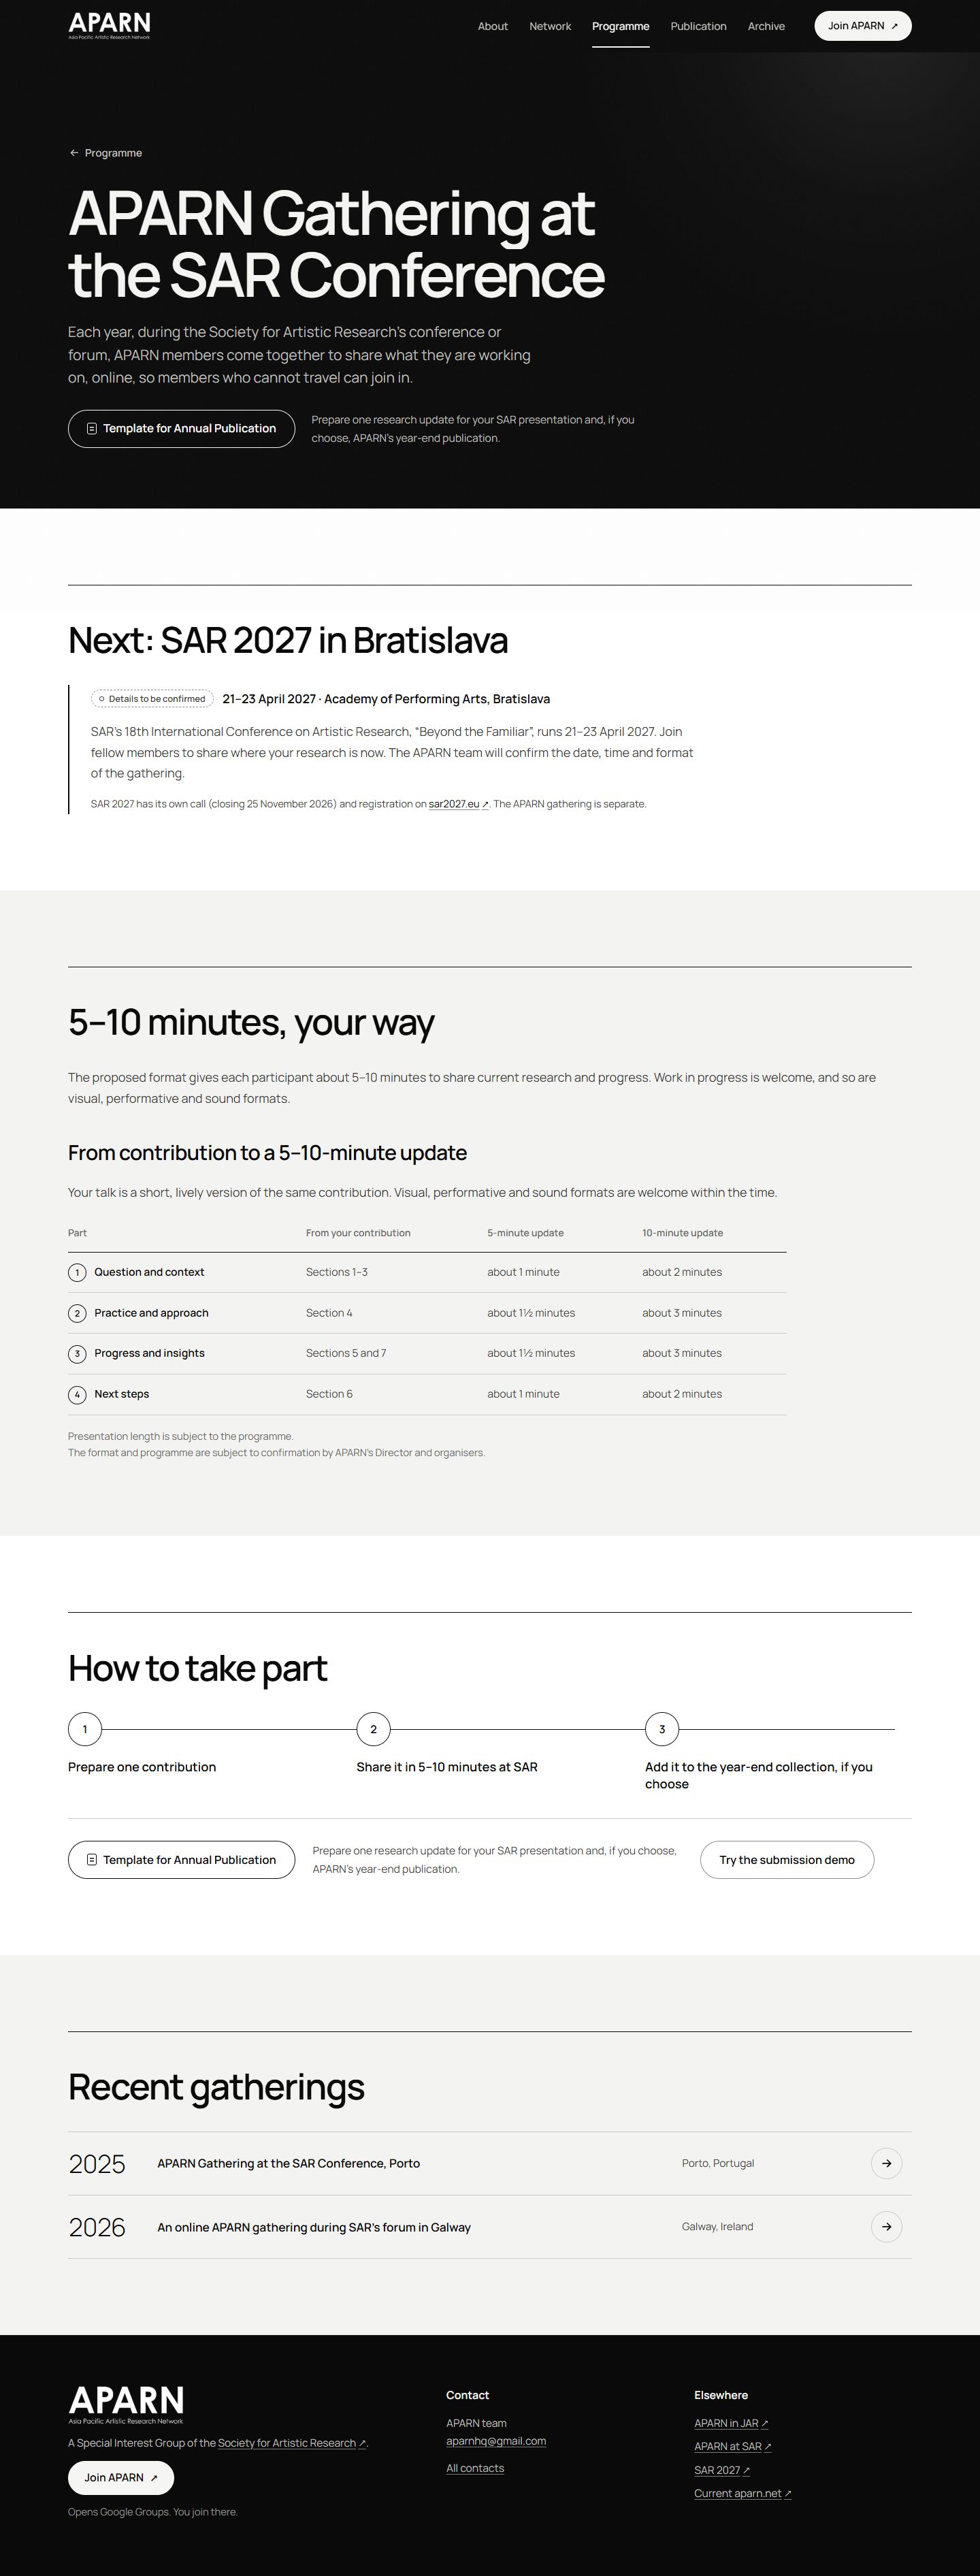 APARN
Asia Pacific Artistic Research Network
About Network Programme Publication Archive Join APARN ↗
← Programme
APARN Gathering at
the SAR Conference
Each year, during the Society for Artistic Research’s conference or
forum, APARN members come together to share what they are working
on, online, so members who cannot travel can join in.
Template for Annual Publication
Prepare one research update for your SAR presentation and, if you
choose, APARN’s year-end publication.
Next: SAR 2027 in Bratislava
Details to be confirmed 21–23 April 2027 · Academy of Performing Arts, Bratislava
SAR’s 18th International Conference on Artistic Research, “Beyond the Familiar”, runs 21–23 April 2027. Join
fellow members to share where your research is now. The APARN team will confirm the date, time and format
of the gathering.
SAR 2027 has its own call (closing 25 November 2026) and registration on sar2027.eu ↗. The APARN gathering is separate.
5–10 minutes, your way
The proposed format gives each participant about 5–10 minutes to share current research and progress. Work in progress is welcome, and so are
visual, performative and sound formats.
From contribution to a 5–10-minute update
Your talk is a short, lively version of the same contribution. Visual, performative and sound formats are welcome within the time.
Part From your contribution 5-minute update 10-minute update
1 Question and context Sections 1–3 about 1 minute about 2 minutes
2 Practice and approach Section 4 about 1½ minutes about 3 minutes
3 Progress and insights Sections 5 and 7 about 1½ minutes about 3 minutes
4 Next steps Section 6 about 1 minute about 2 minutes
Presentation length is subject to the programme.
The format and programme are subject to confirmation by APARN’s Director and organisers.
How to take part
1 2 3
Prepare one contribution Share it in 5–10 minutes at SAR Add it to the year-end collection, if you
choose
Template for Annual Publication
Prepare one research update for your SAR presentation and, if you choose,
APARN’s year-end publication.
Try the submission demo
Recent gatherings
2025 APARN Gathering at the SAR Conference, Porto Porto, Portugal →
2026 An online APARN gathering during SAR’s forum in Galway Galway, Ireland →
APARN
Asia Pacific Artistic Research Network
A Special Interest Group of the Society for Artistic Research ↗.
Join APARN ↗
Opens Google Groups. You join there.
Contact
APARN team
aparnhq@gmail.com
All contacts
Elsewhere
APARN in JAR ↗
APARN at SAR ↗
SAR 2027 ↗
Current aparn.net ↗